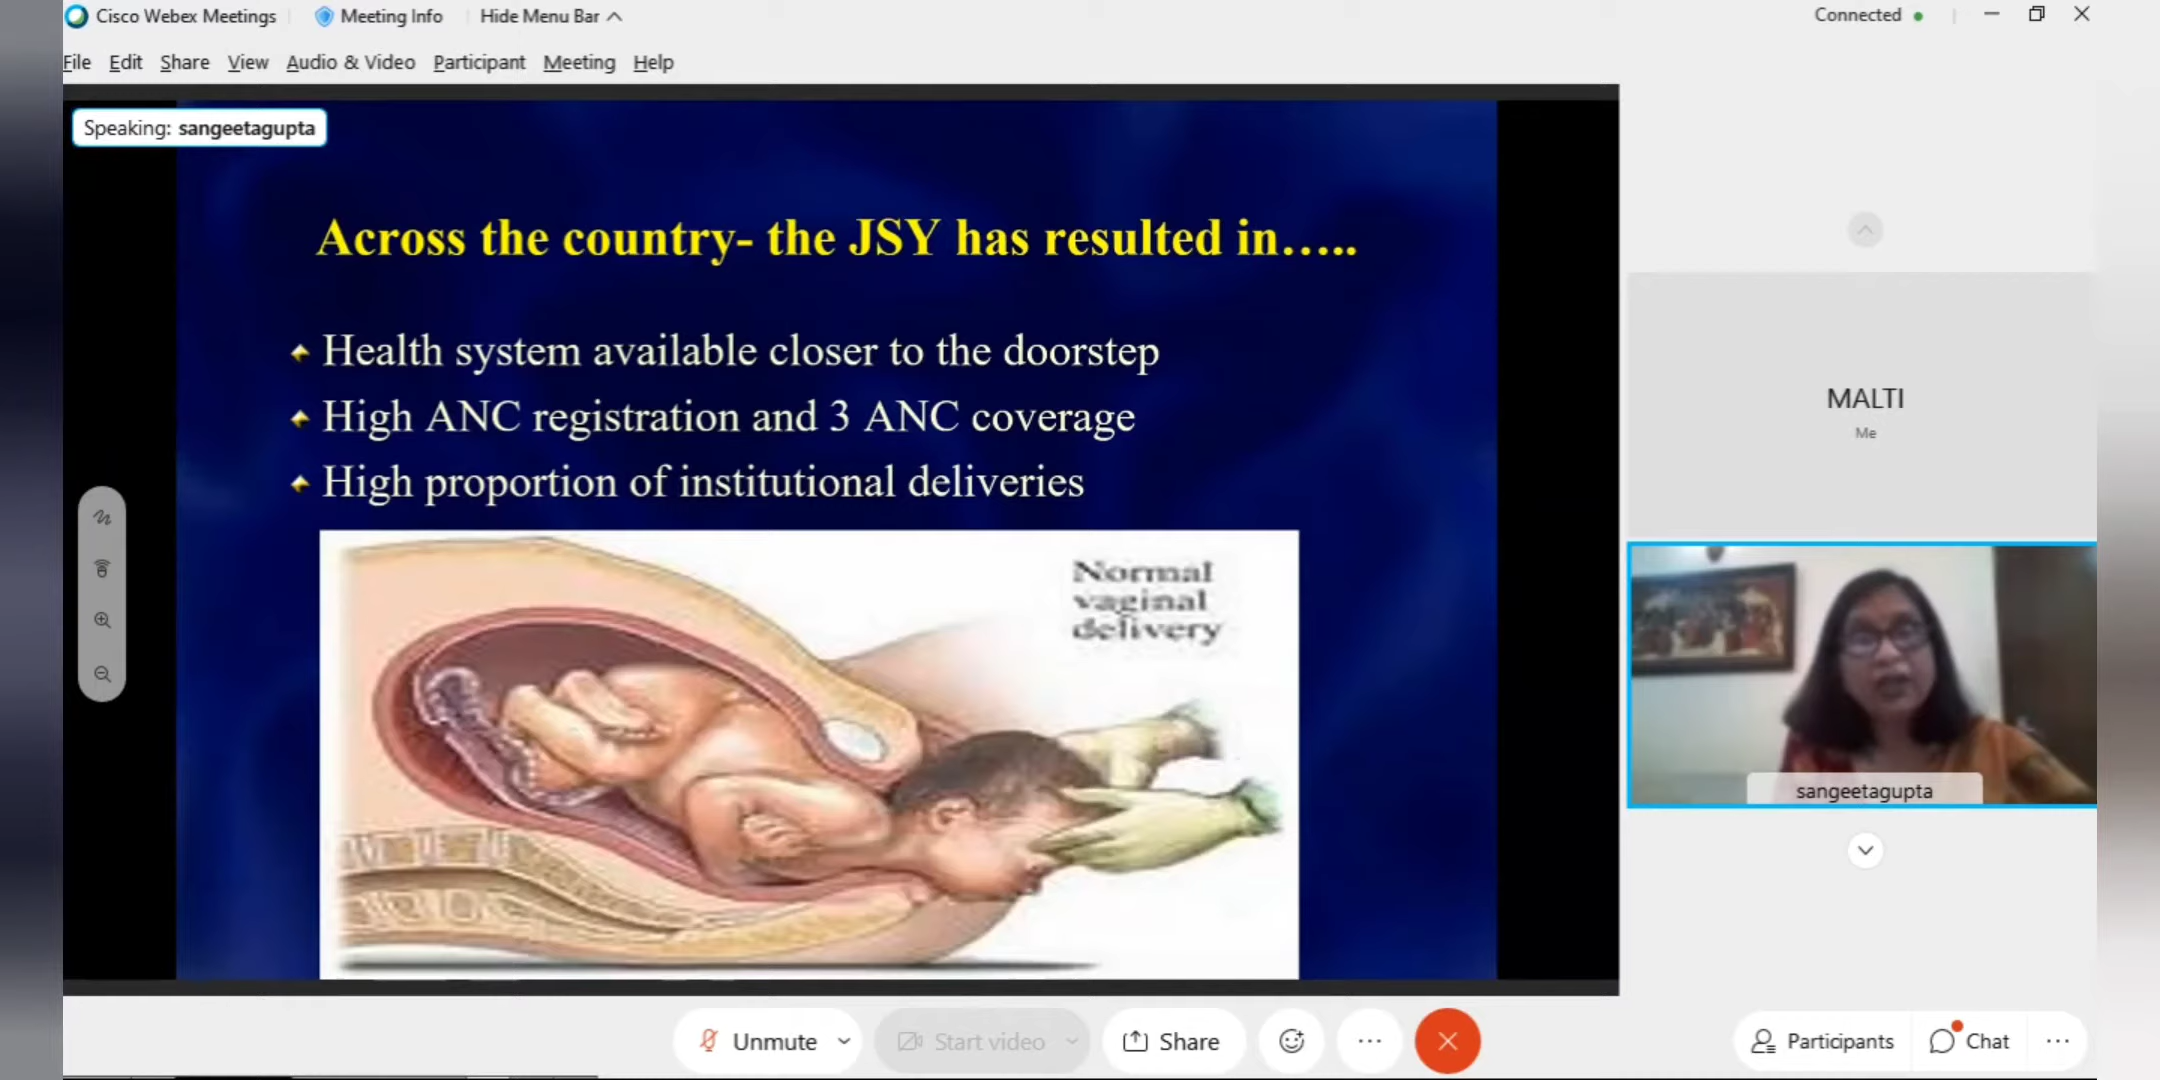 Cisco Webex Meetings Meeting Info Hide Menu Bar Connected
File Edit Share View Audio & Video Participant Meeting Help
Speaking: sangeetagupta
Across the country- the JSY has resulted in.....
Health system available closer to the doorstep
High ANC registration and 3 ANC coverage
High proportion of institutional deliveries
Normal
vaginal
delivery
MALTI
Me
sangeetagupta
Unmute Start video Share Participants Chat